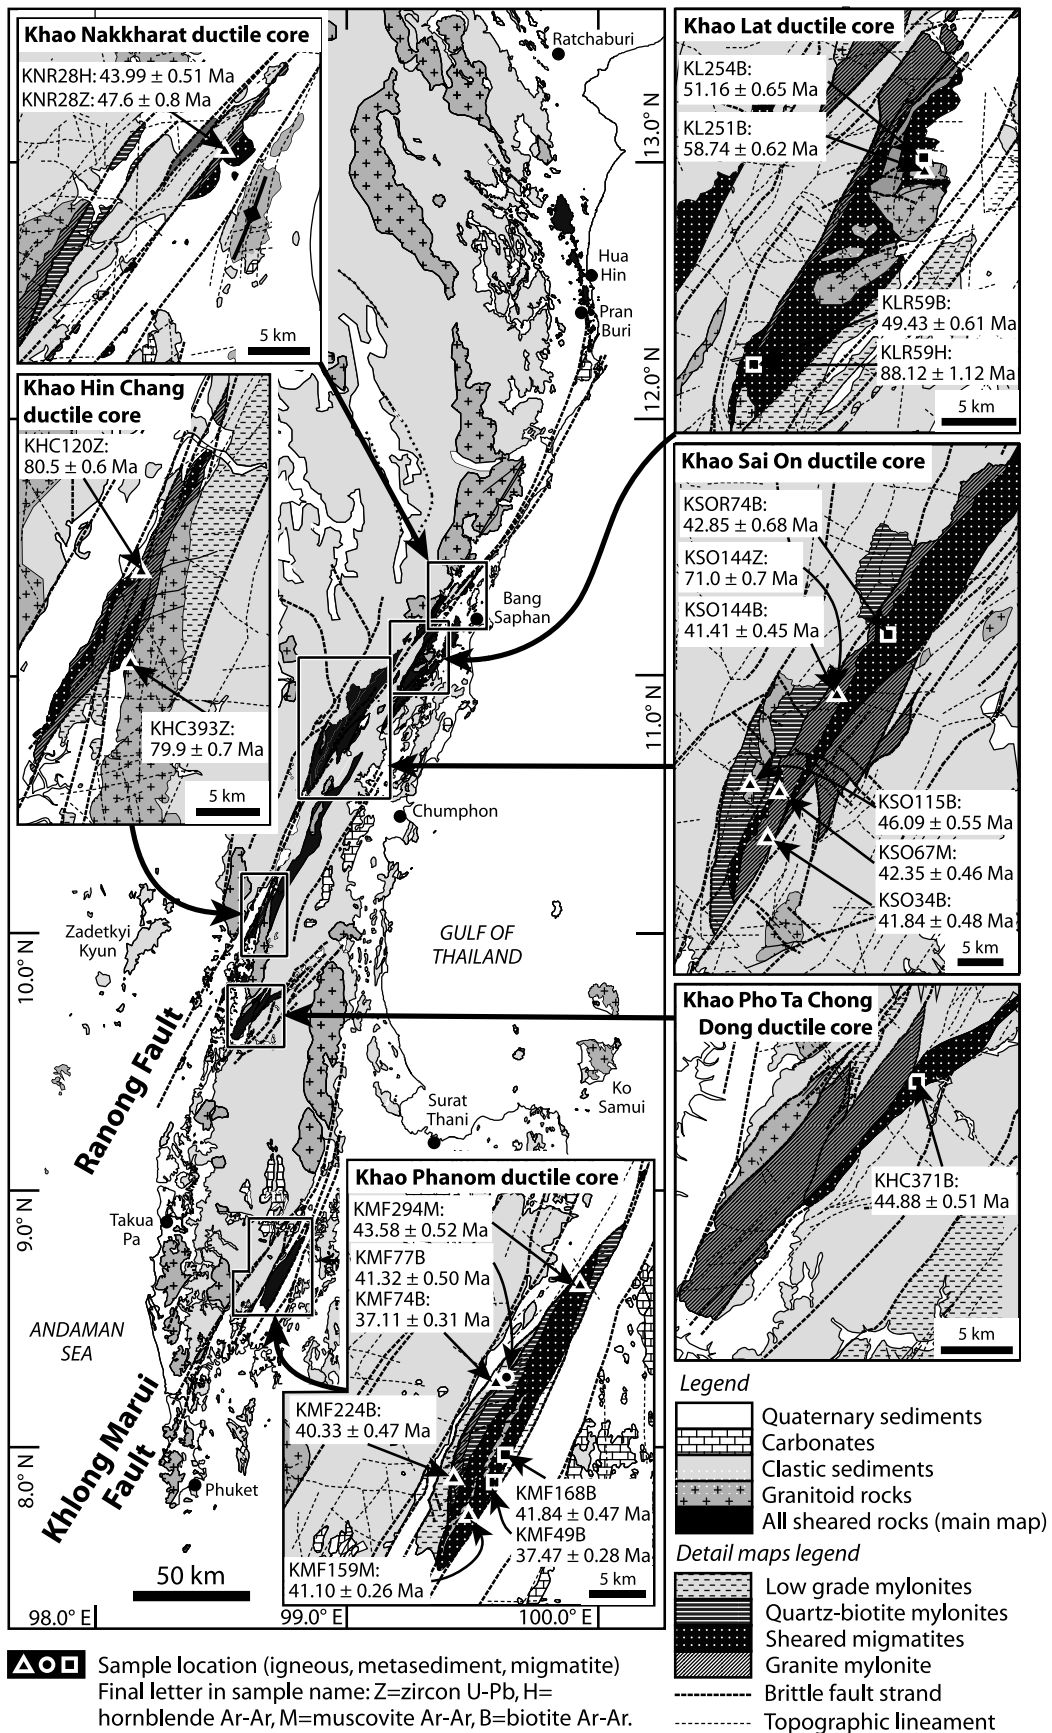 Khao Nakkharat ductile core
KNR28H: 43.99 ± 0.51 Ma
KNR28Z: 47.6 ± 0.8 Ma
5 km
Khao Hin Chang
ductile core
KHC120Z:
80.5 ± 0.6 Ma
KHC393Z:
79.9 ± 0.7 Ma
5 km
Ratchaburi
13.0° N
Hua
Hin
Pran
Buri
12.0° N
Bang
Saphan
11.0° N
Chumphon
Zadetkyi
Kyun
10.0° N
GULF OF
THAILAND
Ranong Fault
Surat
Thani
Ko
Samui
9.0° N
Takua
Pa
ANDAMAN
SEA
Khlong Marui
Fault
8.0° N
Phuket
50 km
98.0° E
99.0° E
100.0° E
Khao Phanom ductile core
KMF294M:
43.58 ± 0.52 Ma
KMF77B
41.32 ± 0.50 Ma
KMF74B:
37.11 ± 0.31 Ma
KMF224B:
40.33 ± 0.47 Ma
KMF168B
41.84 ± 0.47 Ma
KMF49B
37.47 ± 0.28 Ma
KMF159M:
41.10 ± 0.26 Ma
5 km
Khao Lat ductile core
KL254B:
51.16 ± 0.65 Ma
KL251B:
58.74 ± 0.62 Ma
KLR59B:
49.43 ± 0.61 Ma
KLR59H:
88.12 ± 1.12 Ma
5 km
Khao Sai On ductile core
KSOR74B:
42.85 ± 0.68 Ma
KSO144Z:
71.0 ± 0.7 Ma
KSO144B:
41.41 ± 0.45 Ma
KSO115B:
46.09 ± 0.55 Ma
KSO67M:
42.35 ± 0.46 Ma
KSO34B:
41.84 ± 0.48 Ma
5 km
Khao Pho Ta Chong
Dong ductile core
KHC371B:
44.88 ± 0.51 Ma
5 km
Legend
Quaternary sediments
Carbonates
Clastic sediments
Granitoid rocks
All sheared rocks (main map)
Detail maps legend
Low grade mylonites
Quartz-biotite mylonites
Sheared migmatites
Granite mylonite
Brittle fault strand
Topographic lineament
Sample location (igneous, metasediment, migmatite)
Final letter in sample name: Z=zircon U-Pb, H=
hornblende Ar-Ar, M=muscovite Ar-Ar, B=biotite Ar-Ar.